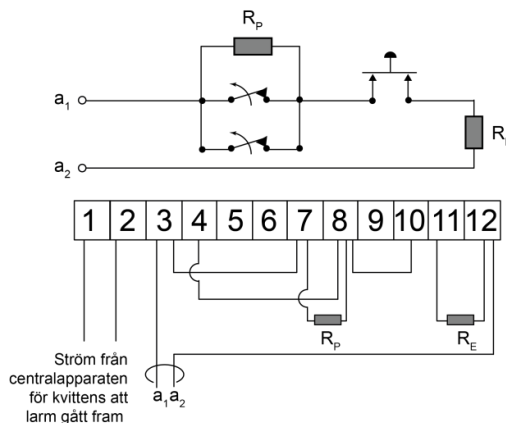 R_P
a_1
a_2
1 2 3 4 5 6 7 8 9 10 11 12
R_P
R_E
Ström från
centralapparaten
för kvittens att
larm gått fram
a_1 a_2